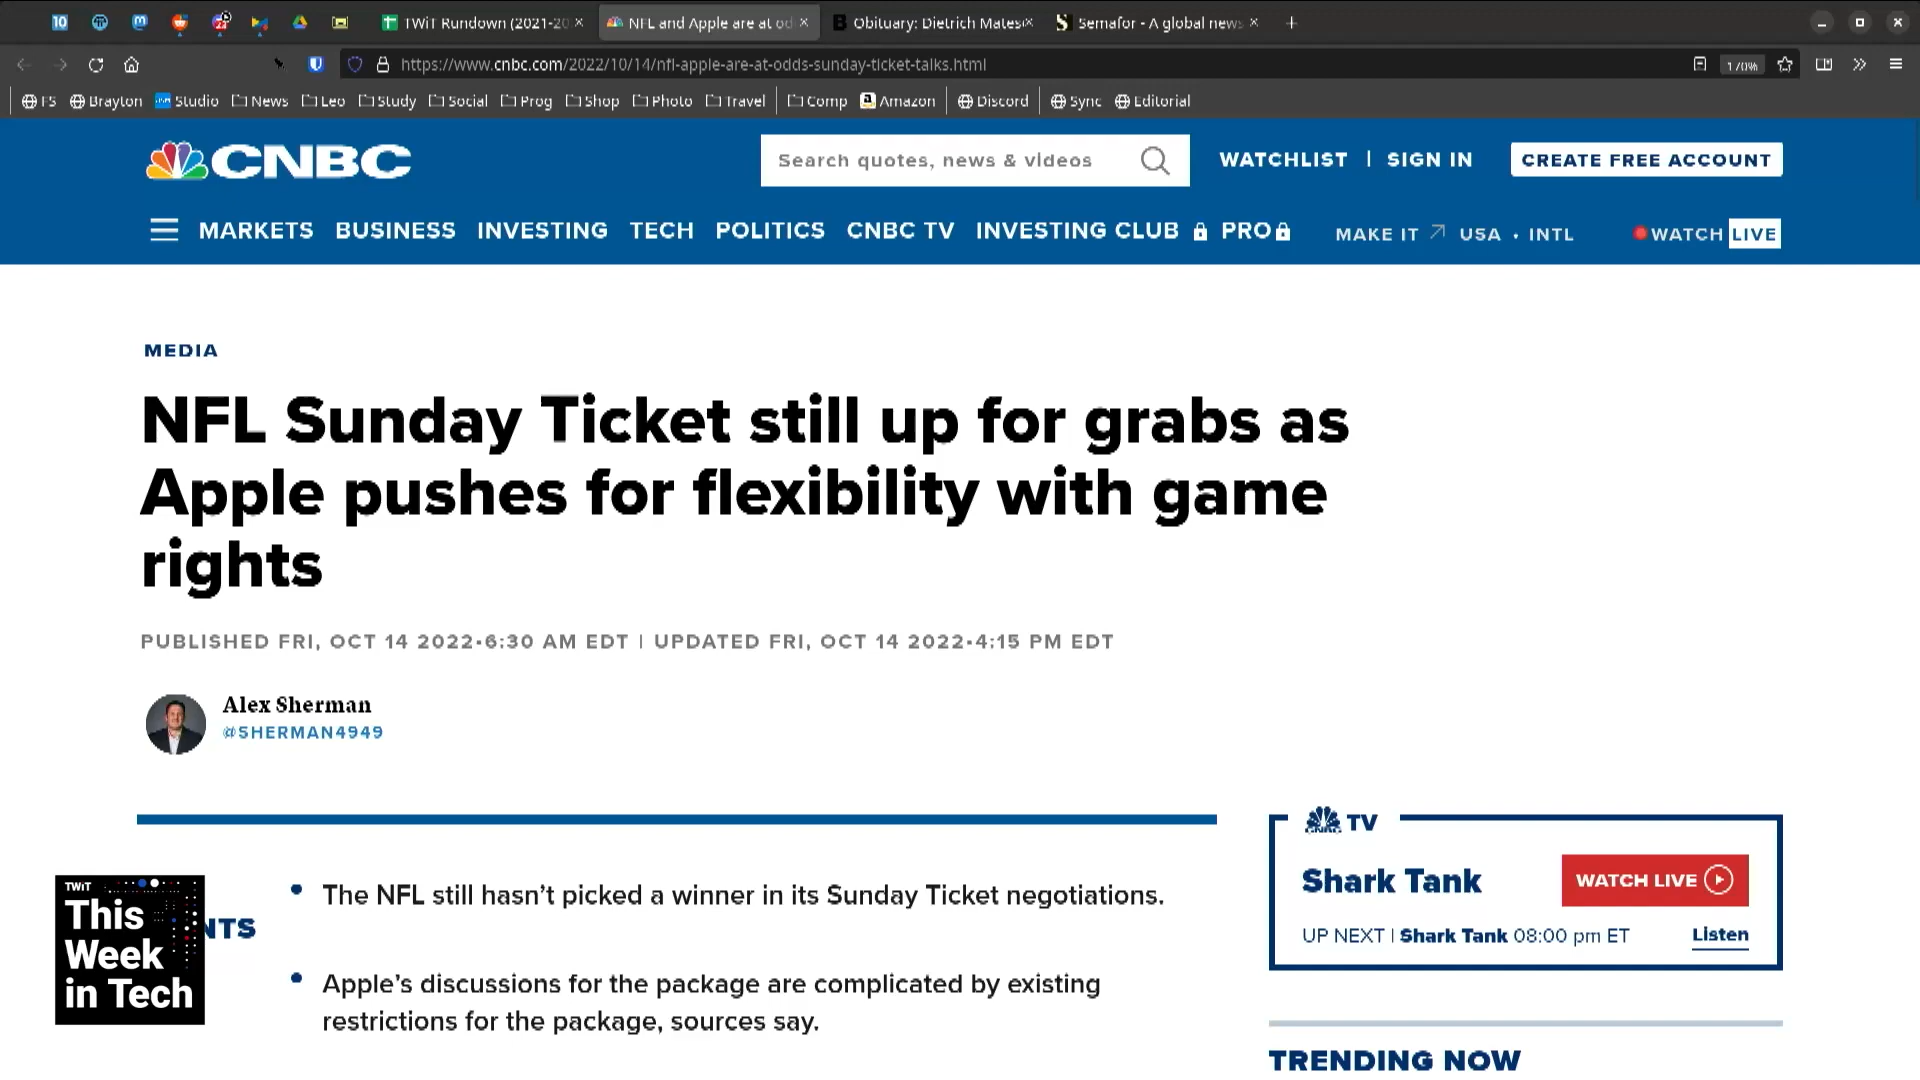 10
TWiT Rundown (2021-20
NFL and Apple are at od
Obituary: Dietrich Matesc
Semafor - A global news
https://www.cnbc.com/2022/10/14/nfl-apple-are-at-odds-sunday-ticket-talks.html
170%
FS Brayton Studio News Leo Study Social Prog Shop Photo Travel Comp Amazon Discord Sync Editorial
CNBC
Search quotes, news & videos
WATCHLIST | SIGN IN
CREATE FREE ACCOUNT
MARKETS BUSINESS INVESTING TECH POLITICS CNBC TV INVESTING CLUB PRO
MAKE IT USA • INTL
WATCH LIVE
MEDIA
NFL Sunday Ticket still up for grabs as
Apple pushes for flexibility with game
rights
PUBLISHED FRI, OCT 14 2022•6:30 AM EDT | UPDATED FRI, OCT 14 2022•4:15 PM EDT
Alex Sherman
@SHERMAN4949
• The NFL still hasn’t picked a winner in its Sunday Ticket negotiations.
• Apple’s discussions for the package are complicated by existing
restrictions for the package, sources say.
NTS
TWiT
This
Week
in Tech
CNBC TV
Shark Tank
WATCH LIVE
UP NEXT | Shark Tank 08:00 pm ET
Listen
TRENDING NOW